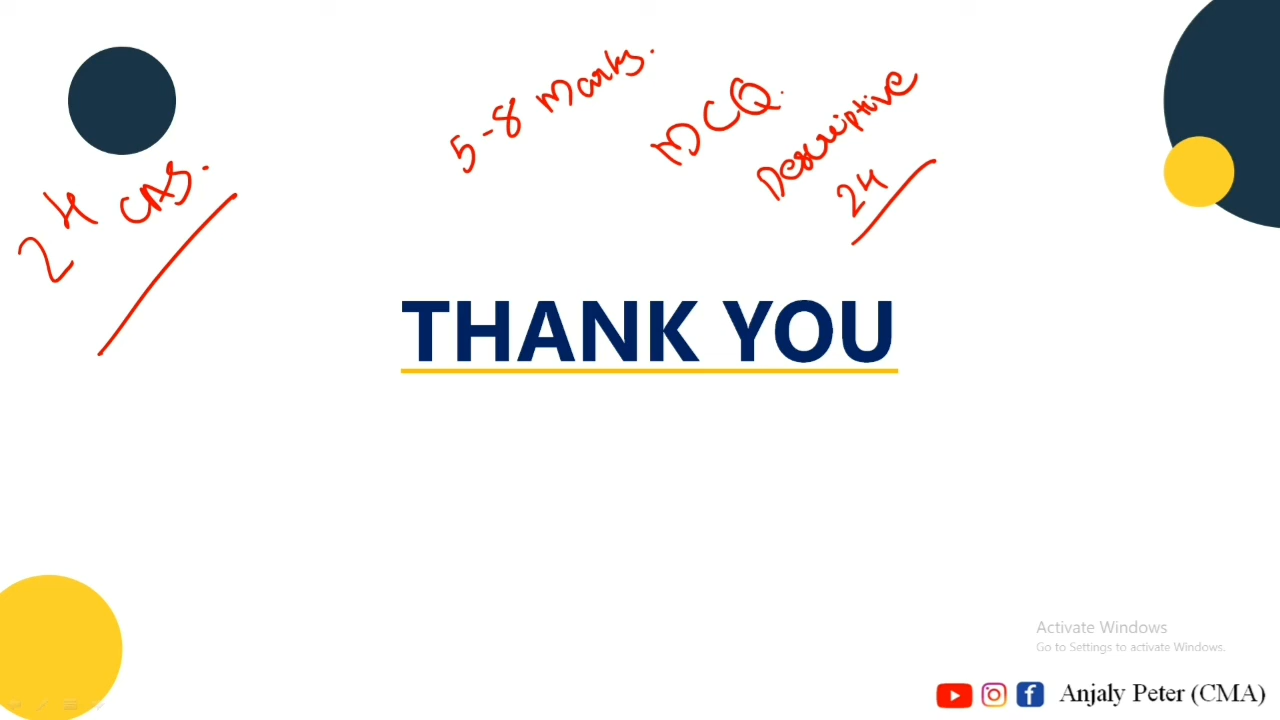 5-8 Marks.
MCQ.
Descriptive
24
24 CAS.
THANK YOU
Activate Windows
Go to Settings to activate Windows.
Anjaly Peter (CMA)